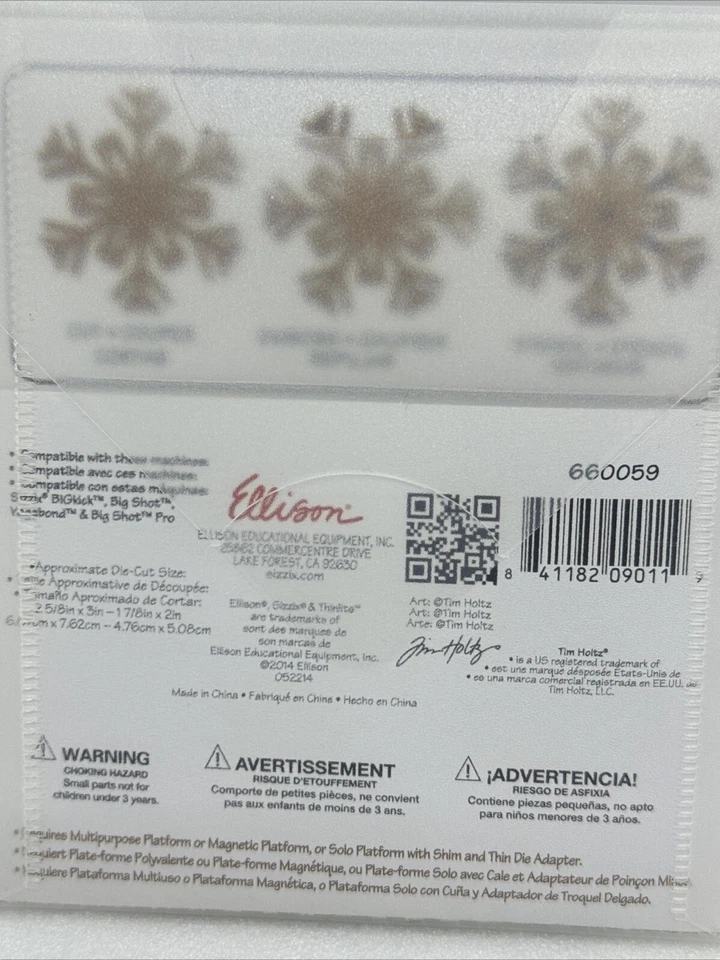 CUT • COUPER
CORTAR
• Compatible with these machines:
• Compatible avec ces machines:
• Compatible con estas máquinas:
Sizzix® BIGkick™, Big Shot™,
Vagabond™ & Big Shot™ Pro
•Approximate Die-Cut Size:
• Taille Approximative de Découpée:
• Tamaño Aproximado de Cortar:
2 5/8in x 3in – 1 7/8in x 2in
x 7.62cm – 4.76cm x 5.08cm
Ellison®
ELLISON EDUCATIONAL EQUIPMENT, INC.
25862 COMMERCENTRE DRIVE
LAKE FOREST, CA 92630
sizzix.com
Ellison®, Sizzix® & Thinlits™
are trademarks of
sont des marques de
son marcas de
Ellison Educational Equipment, Inc.
©2014 Ellison
052214
Made in China • Fabriqué en Chine • Hecho en China
660059
8 41182 09011 7
Art: ©Tim Holtz
Art: ©Tim Holtz
Arte: ©Tim Holtz
Tim Holtz
Tim Holtz®
• is a US registered trademark of
• est une marque désposée États-Unis de
• es una marca comercial registrada en EE.UU. de
Tim Holtz, LLC.
WARNING
CHOKING HAZARD
Small parts not for
children under 3 years.
AVERTISSEMENT
RISQUE D'ETOUFFEMENT
Comporte de petites pièces, ne convient
pas aux enfants de moins de 3 ans.
¡ADVERTENCIA!
RIESGO DE ASFIXIA
Contiene piezas pequeñas, no apto
para niños menores de 3 años.
• Requires Multipurpose Platform or Magnetic Platform, or Solo Platform with Shim and Thin Die Adapter.
• Requiert Plate-forme Polyvalente ou Plate-forme Magnétique, ou Plate-forme Solo avec Cale et Adaptateur de Poinçon Mince.
• Requiere Plataforma Multiuso o Plataforma Magnética, o Plataforma Solo con Cuña y Adaptador de Troquel Delgado.